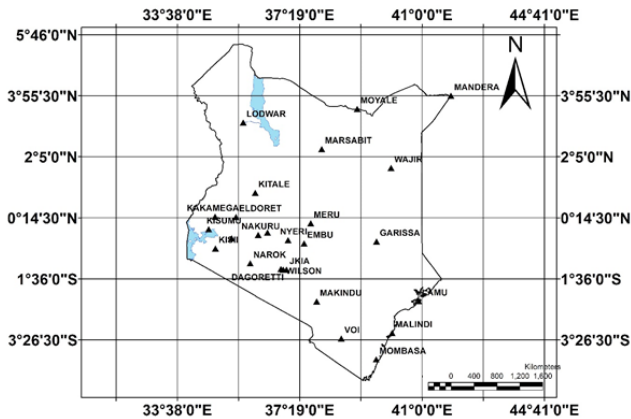 33°38'0"E 37°19'0"E 41°0'0"E 44°41'0"E
5°46'0"N
N
3°55'30"N 3°55'30"N
MANDERA
MOYALE
LODWAR
MARSABIT
2°5'0"N 2°5'0"N
WAJIR
KITALE
KAKAMEGA ELDORET
0°14'30"N 0°14'30"N
MERU
KISUMU
NAKURU
NYERI
EMBU
GARISSA
KISII
NAROK
JKIA
DAGORETTI WILSON
1°36'0"S 1°36'0"S
MAKINDU
LAMU
MALINDI
VOI
3°26'30"S 3°26'30"S
MOMBASA
Kilometers
0 400 800 1,200 1,600
33°38'0"E 37°19'0"E 41°0'0"E 44°41'0"E